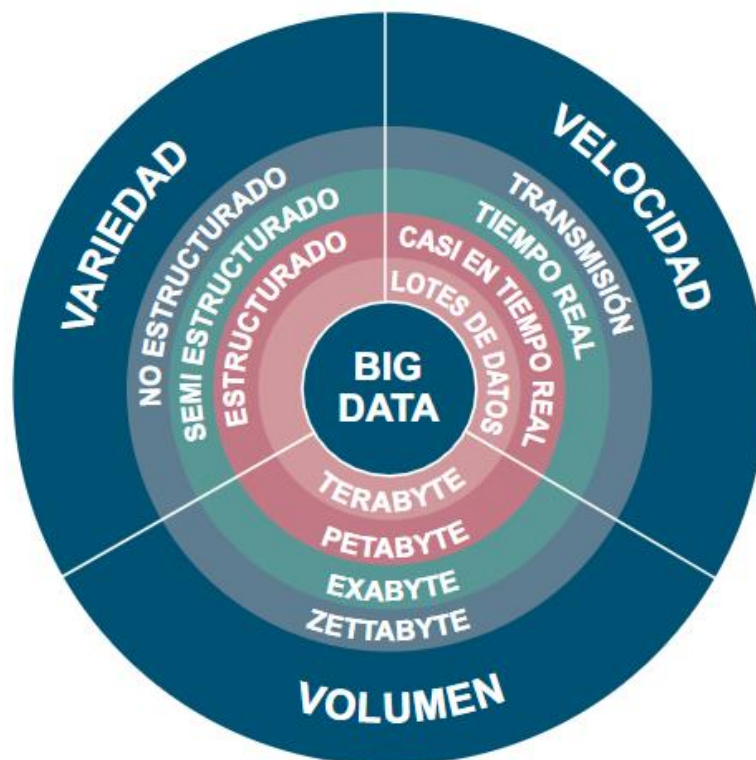 VARIEDAD
NO ESTRUCTURADO
SEMI ESTRUCTURADO
ESTRUCTURADO
VELOCIDAD
TRANSMISIÓN
TIEMPO REAL
CASI EN TIEMPO REAL
LOTES DE DATOS
BIG
DATA
TERABYTE
PETABYTE
EXABYTE
ZETTABYTE
VOLUMEN